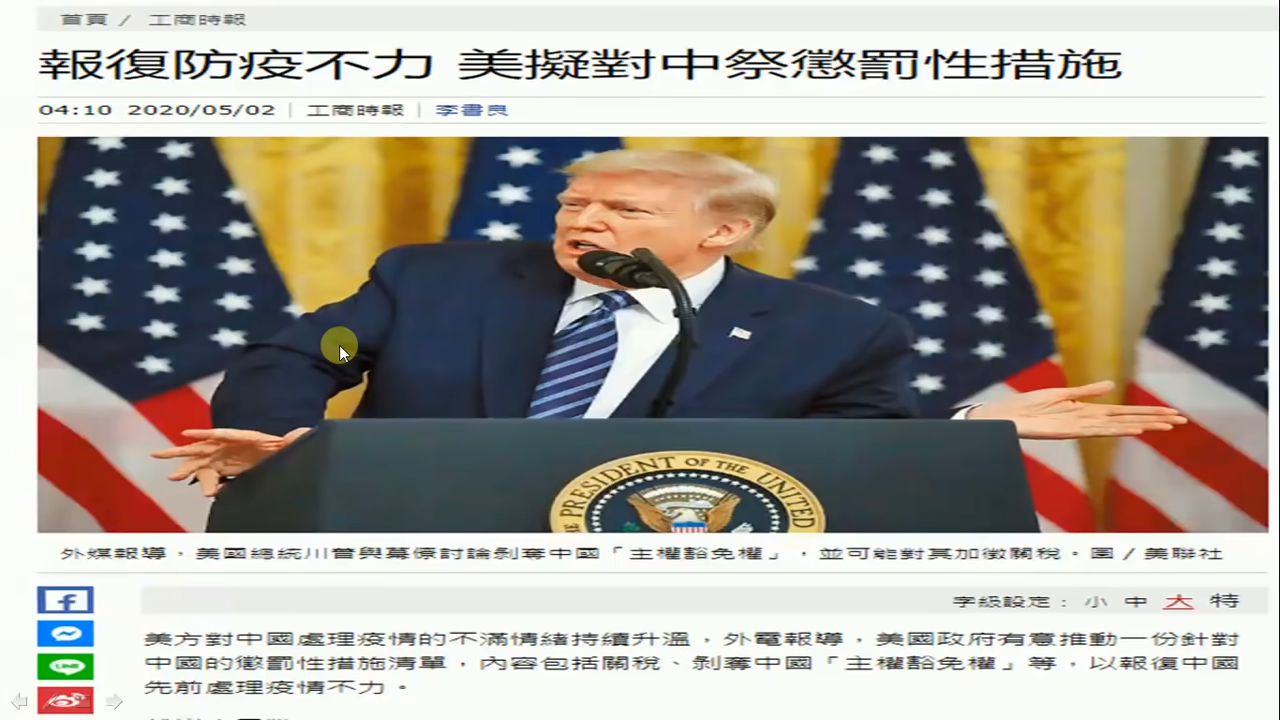 首頁 / 工商時報
報復防疫不力 美擬對中祭懲罰性措施
04:10 2020/05/02 | 工商時報 | 李書良
PRESIDENT OF THE UNITED
外媒報導，美國總統川普與幕僚討論剝奪中國「主權豁免權」，並可能對其加徵關稅。圖／美聯社
字級設定： 小 中 大 特
美方對中國處理疫情的不滿情緒持續升溫，外電報導，美國政府有意推動一份針對
中國的懲罰性措施清單，內容包括關稅、剝奪中國「主權豁免權」等，以報復中國
先前處理疫情不力。
LINE